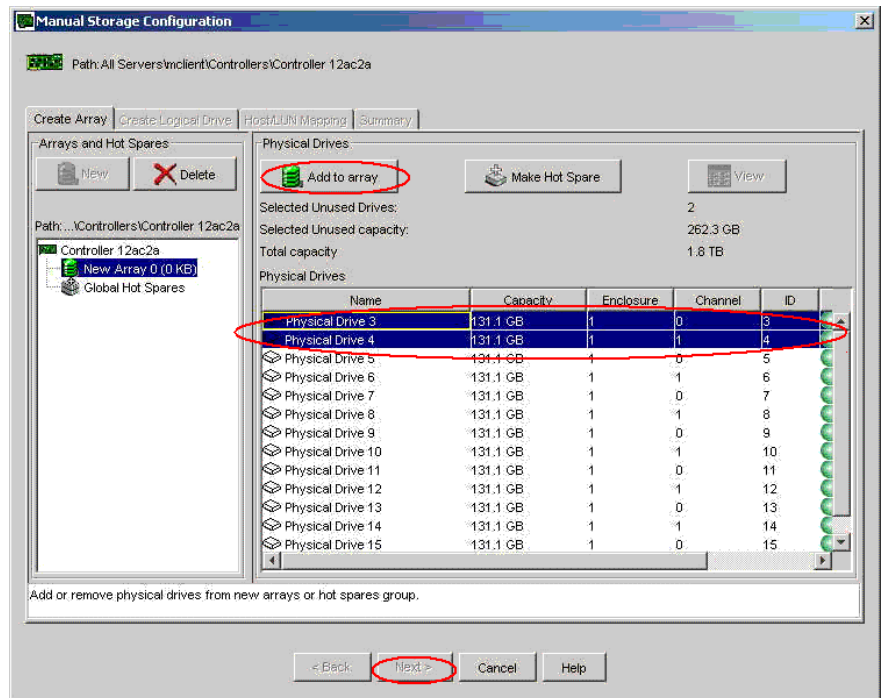 Manual Storage Configuration
Path:All Servers\mclient\Controllers\Controller 12ac2a
Create Array Create Logical Drive Host/LUN Mapping Summary
Arrays and Hot Spares
New Delete
Path:...\Controllers\Controller 12ac2a
Controller 12ac2a
New Array 0 (0 KB)
Global Hot Spares
Physical Drives
Add to array Make Hot Spare View
Selected Unused Drives: 2
Selected Unused capacity: 262.3 GB
Total capacity 1.8 TB
Physical Drives
Name Capacity Enclosure Channel ID
Physical Drive 3 131.1 GB 1 0 3
Physical Drive 4 131.1 GB 1 1 4
Physical Drive 5 131.1 GB 1 0 5
Physical Drive 6 131.1 GB 1 1 6
Physical Drive 7 131.1 GB 1 0 7
Physical Drive 8 131.1 GB 1 1 8
Physical Drive 9 131.1 GB 1 0 9
Physical Drive 10 131.1 GB 1 1 10
Physical Drive 11 131.1 GB 1 0 11
Physical Drive 12 131.1 GB 1 1 12
Physical Drive 13 131.1 GB 1 0 13
Physical Drive 14 131.1 GB 1 1 14
Physical Drive 15 131.1 GB 1 0 15
Add or remove physical drives from new arrays or hot spares group.
< Back Next > Cancel Help